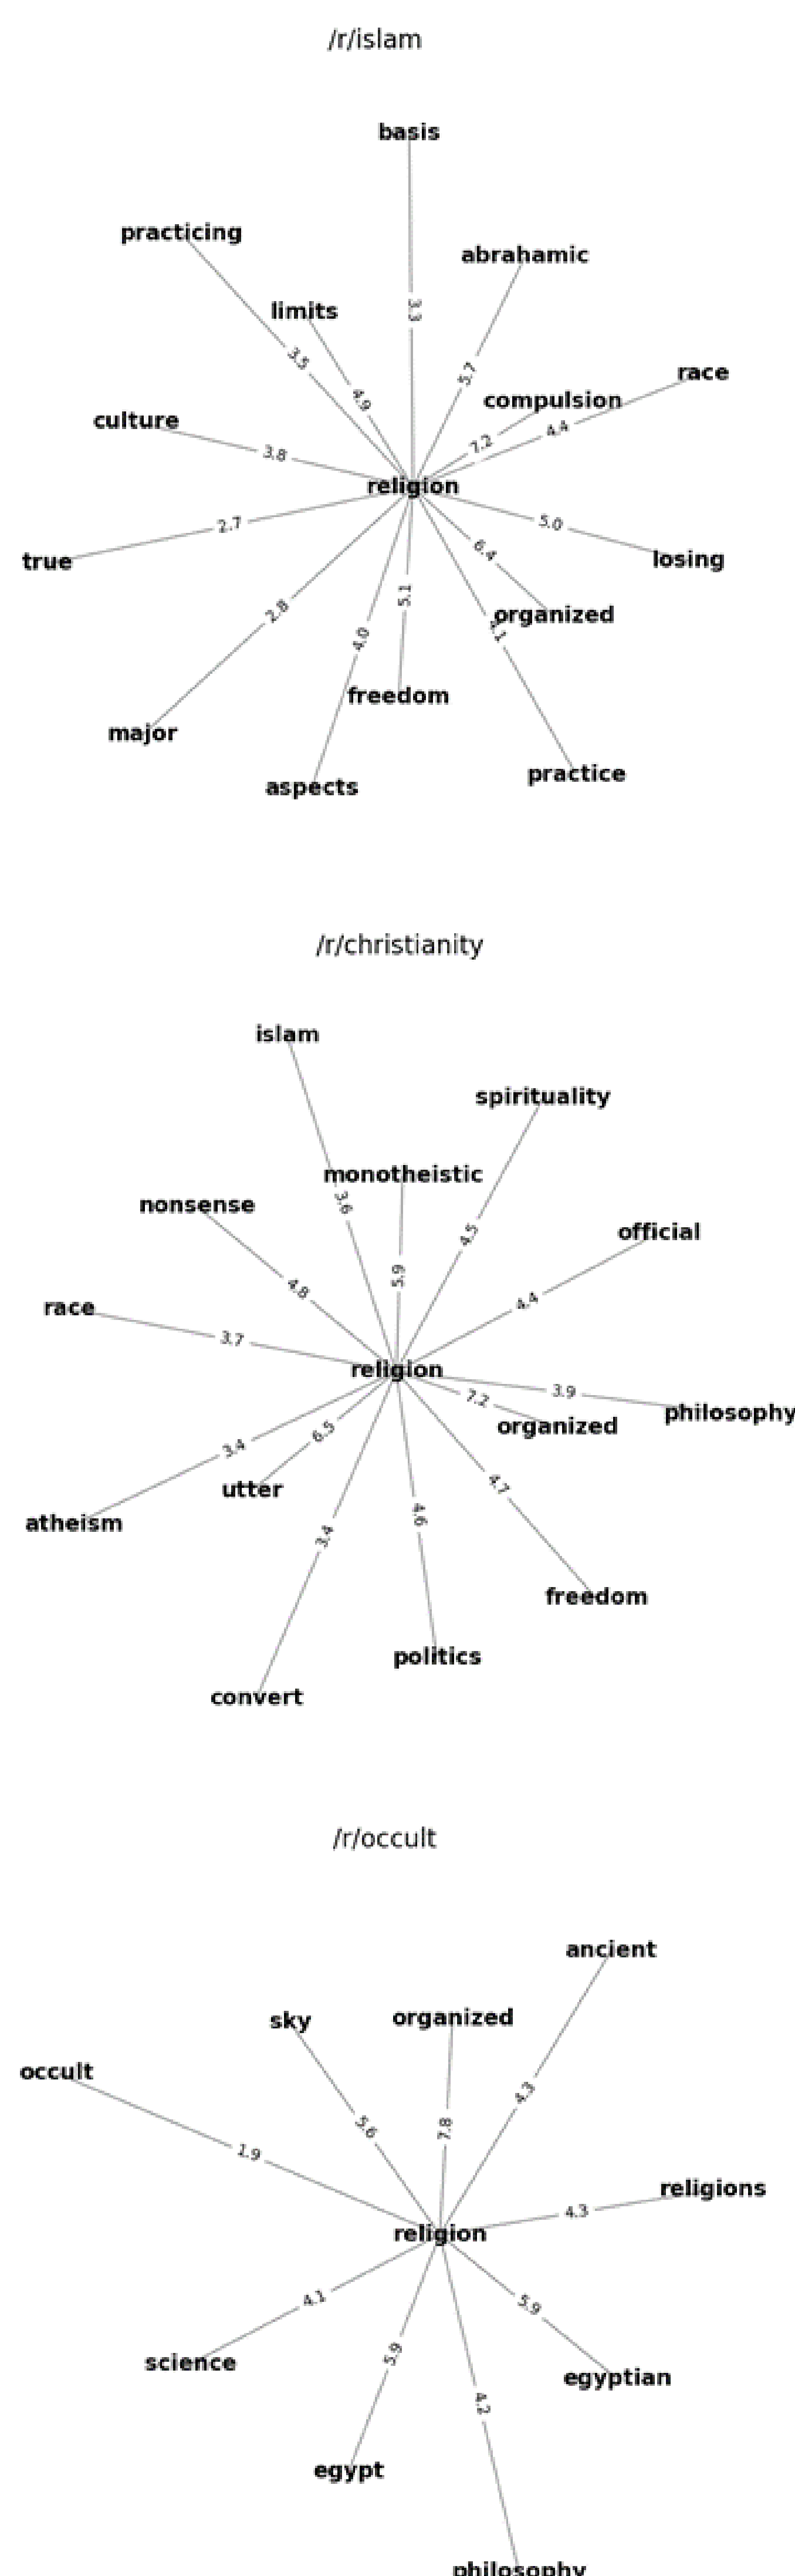 /r/islam
basis
practicing
abrahamic
limits
3.3
3.5
5.7
race
4.9
compulsion
culture
4.4
7.2
3.8
religion
2.7
5.0
6.4
true
losing
5.1
2.8
organized
4.1
4.0
freedom
major
practice
aspects
/r/christianity
islam
spirituality
monotheistic
3.6
nonsense
4.5
official
5.9
4.8
4.4
race
3.7
religion
3.9
7.2
philosophy
organized
6.5
3.4
4.7
utter
4.6
atheism
3.4
freedom
politics
convert
/r/occult
ancient
sky
organized
occult
4.3
5.6
7.8
1.9
religions
4.3
religion
4.1
5.9
5.9
science
egyptian
4.2
egypt
philosophy